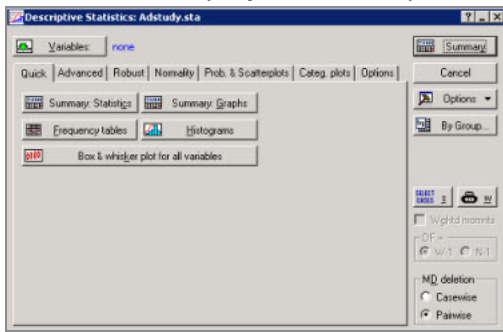 Descriptive Statistics: Adstudy.sta
Variables: none
Summary
Quick Advanced Robust Normality Prob. & Scatterplots Categ. plots Options
Cancel
Summary: Statistics Summary: Graphs
Options
Frequency tables Histograms
By Group...
Box & whisker plot for all variables
SELECT CASES S W
Wghtd momnts
DF =
W-1 N-1
MD deletion
Casewise
Pairwise